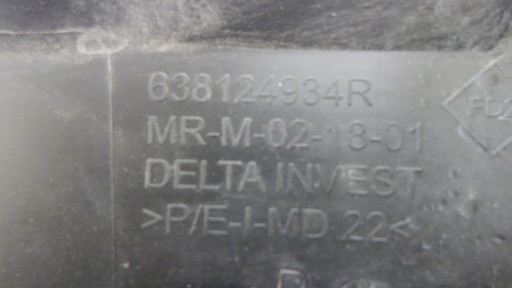 638124934R
MR-M-02-18-01
DELTA INVEST
>P/E-I-MD 22<